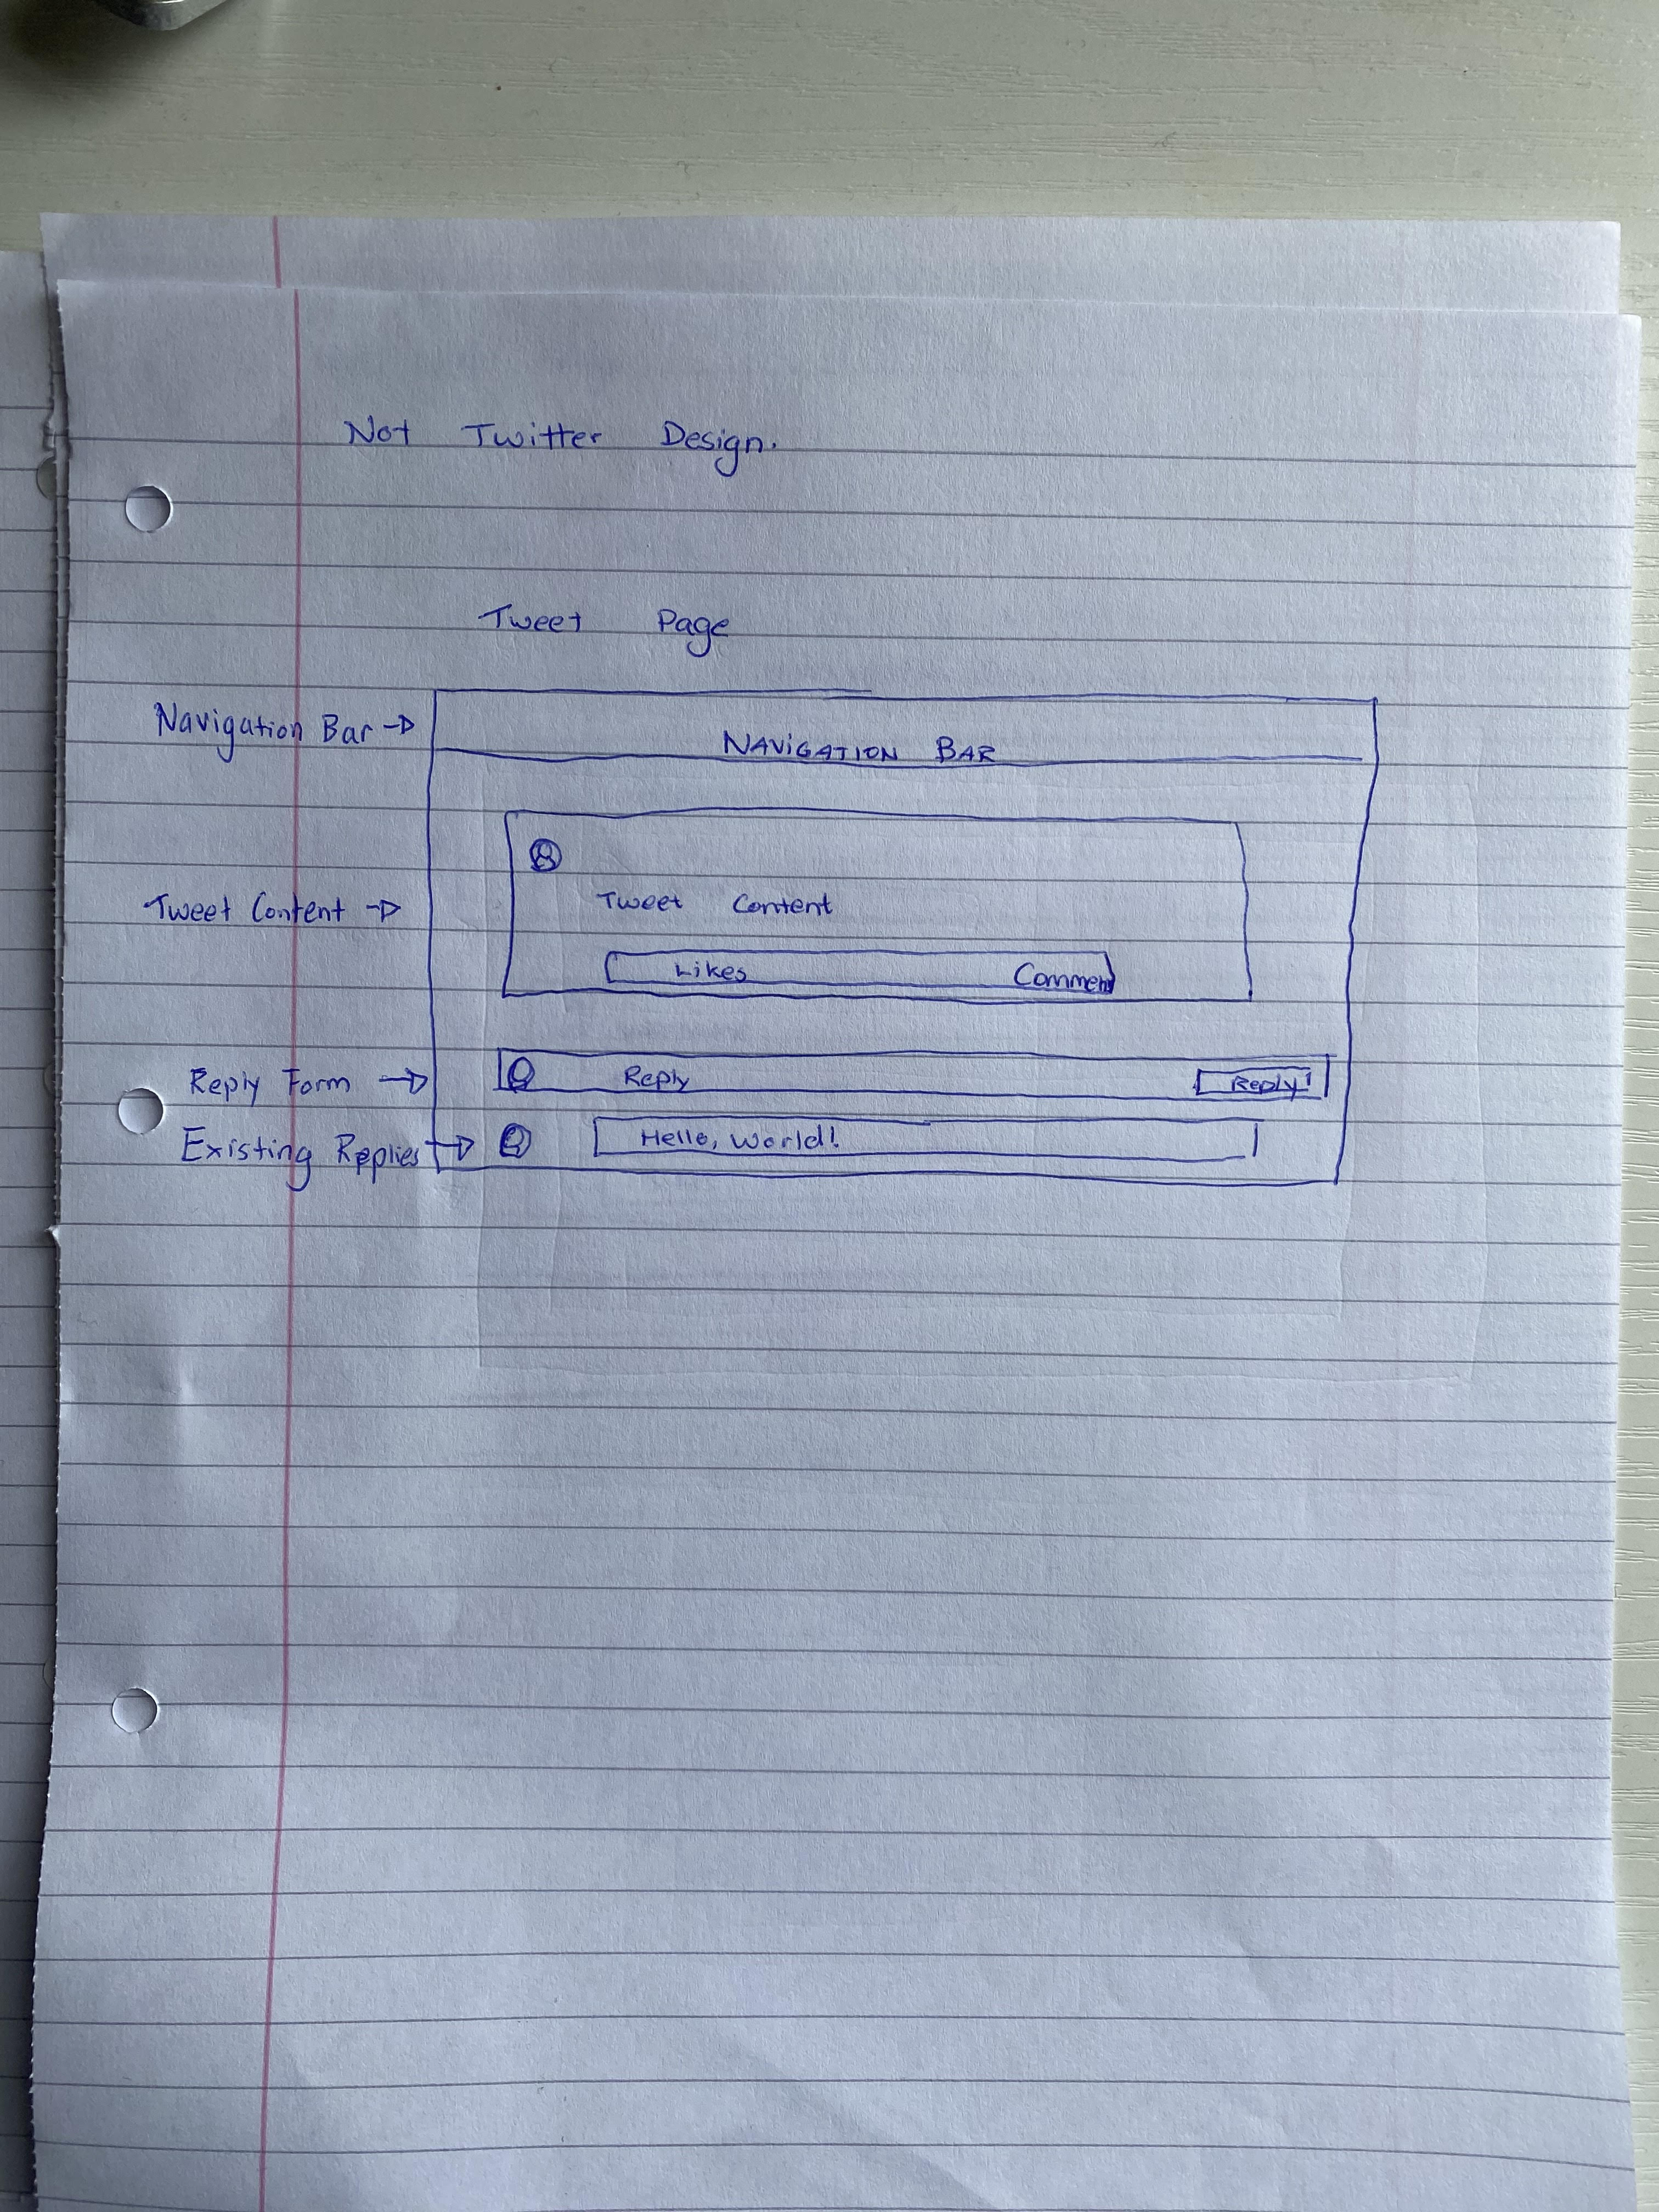 Not Twitter Design.
Tweet Page
Navigation Bar →
NAVIGATION BAR
Tweet Content →
Tweet Content
Likes Commen
Reply Form →
Reply Reply!
Existing Replies →
Hello, World!